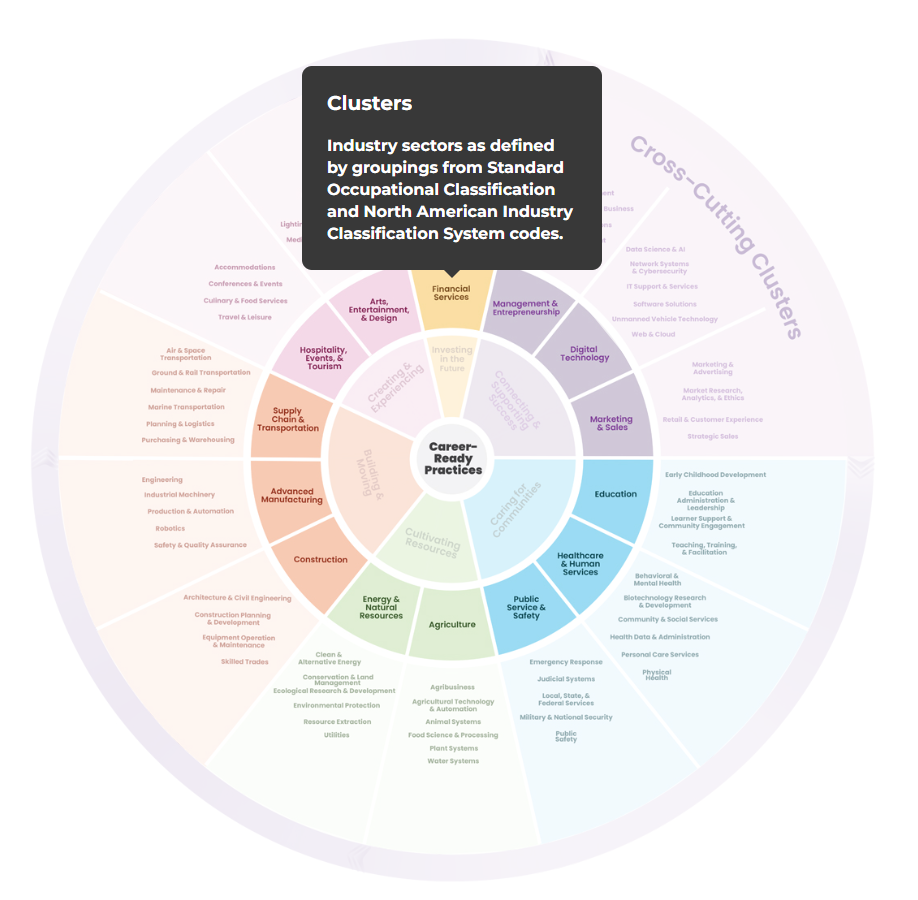 Clusters
Industry sectors as defined
by groupings from Standard
Occupational Classification
and North American Industry
Classification System codes.
Cross-Cutting Clusters
Business
Data Science & AI
Network Systems
& Cybersecurity
IT Support & Services
Software Solutions
Unmanned Vehicle Technology
Web & Cloud
Marketing &
Advertising
Market Research,
Analytics, & Ethics
Retail & Customer Experience
Strategic Sales
Early Childhood Development
Education
Administration &
Leadership
Learner Support &
Community Engagement
Teaching, Training,
& Facilitation
Behavioral &
Mental Health
Biotechnology Research
& Development
Community & Social Services
Health Data & Administration
Personal Care Services
Physical
Health
Emergency Response
Judicial Systems
Local, State, &
Federal Services
Military & National Security
Public
Safety
Agribusiness
Agricultural Technology
& Automation
Animal Systems
Food Science & Processing
Plant Systems
Water Systems
Clean &
Alternative Energy
Conservation & Land
Management
Ecological Research & Development
Environmental Protection
Resource Extraction
Utilities
Architecture & Civil Engineering
Construction Planning
& Development
Equipment Operation
& Maintenance
Skilled Trades
Engineering
Industrial Machinery
Production & Automation
Robotics
Safety & Quality Assurance
Air & Space
Transportation
Ground & Rail Transportation
Maintenance & Repair
Marine Transportation
Planning & Logistics
Purchasing & Warehousing
Accommodations
Conferences & Events
Culinary & Food Services
Travel & Leisure
Financial
Services
Management &
Entrepreneurship
Digital
Technology
Marketing
& Sales
Education
Healthcare
& Human
Services
Public
Service &
Safety
Agriculture
Energy &
Natural
Resources
Construction
Advanced
Manufacturing
Supply
Chain &
Transportation
Hospitality,
Events, &
Tourism
Arts,
Entertainment,
& Design
Investing
in the
Future
Connecting &
Supporting
Success
Caring for
Communities
Cultivating
Resources
Building &
Moving
Creating &
Experiencing
Career-
Ready
Practices